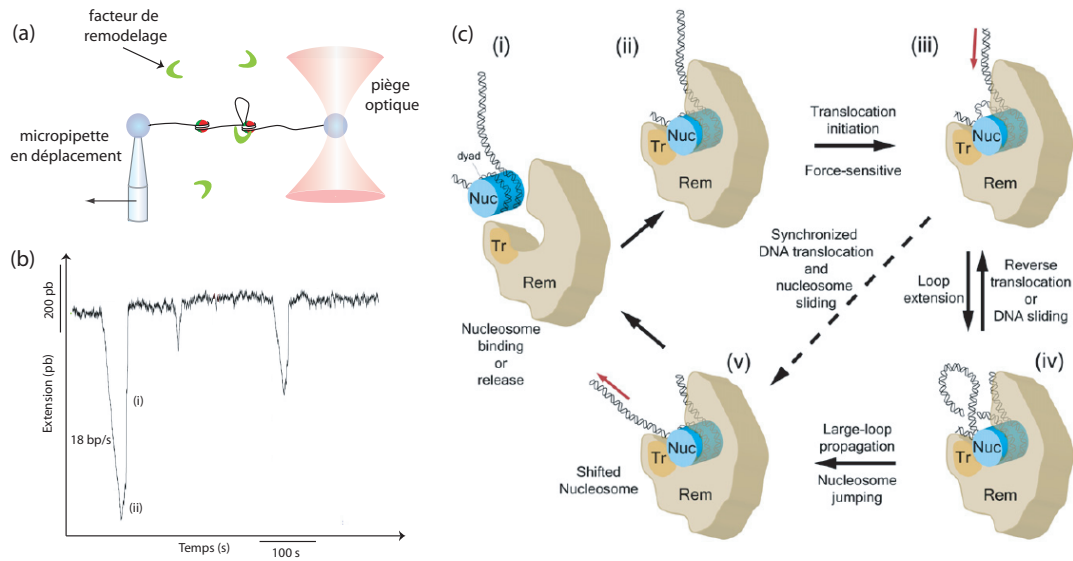 (a)
facteur de
remodelage
piège
optique
micropipette
en déplacement
(b)
200 pb
Extension (pb)
18 bp/s
(i)
(ii)
Temps (s)
100 s
(c)
(i)
dyad
Nuc
Tr
Rem
Nucleosome
binding
or
release
(ii)
Tr
Nuc
Rem
Translocation
initiation
Force-sensitive
(iii)
Tr
Nuc
Rem
Synchronized
DNA translocation
and
nucleosome
sliding
Loop
extension
Reverse
translocation
or
DNA sliding
(iv)
Tr
Nuc
Rem
Large-loop
propagation
Nucleosome
jumping
(v)
Tr
Nuc
Rem
Shifted
Nucleosome